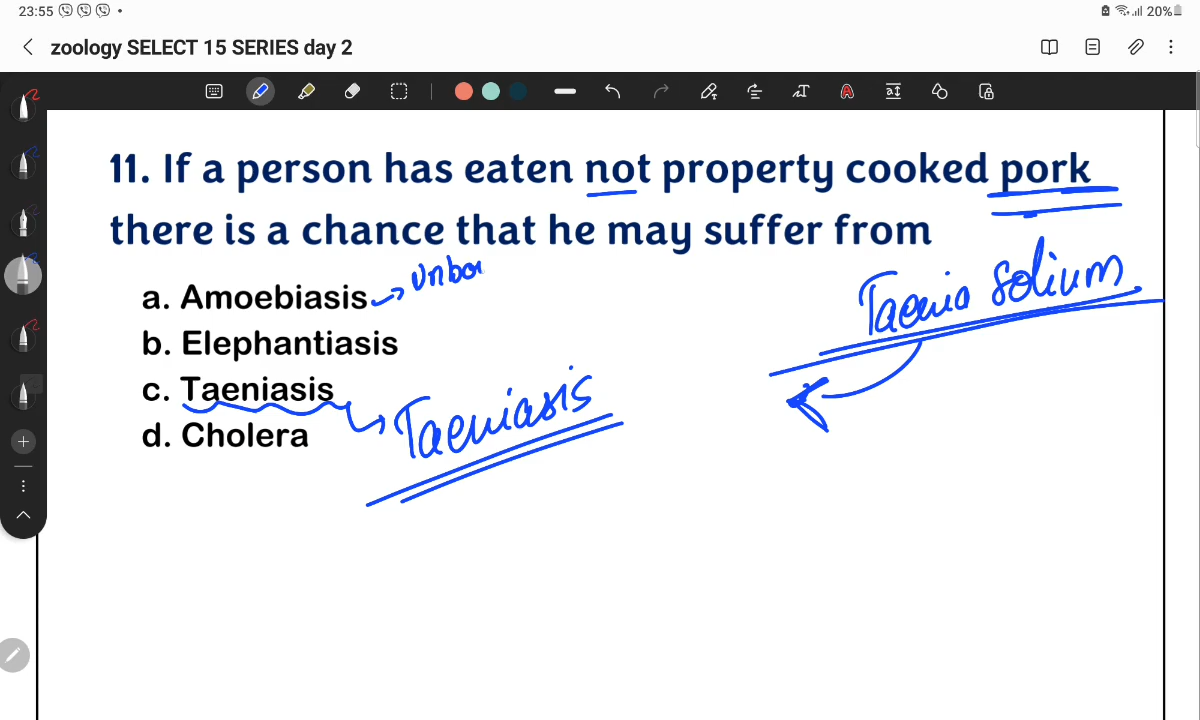 23:55
20%
zoology SELECT 15 SERIES day 2
11. If a person has eaten not property cooked pork
there is a chance that he may suffer from
a. Amoebiasis
Unbo
Taenia Solium
b. Elephantiasis
c. Taeniasis
Taeniasis
d. Cholera